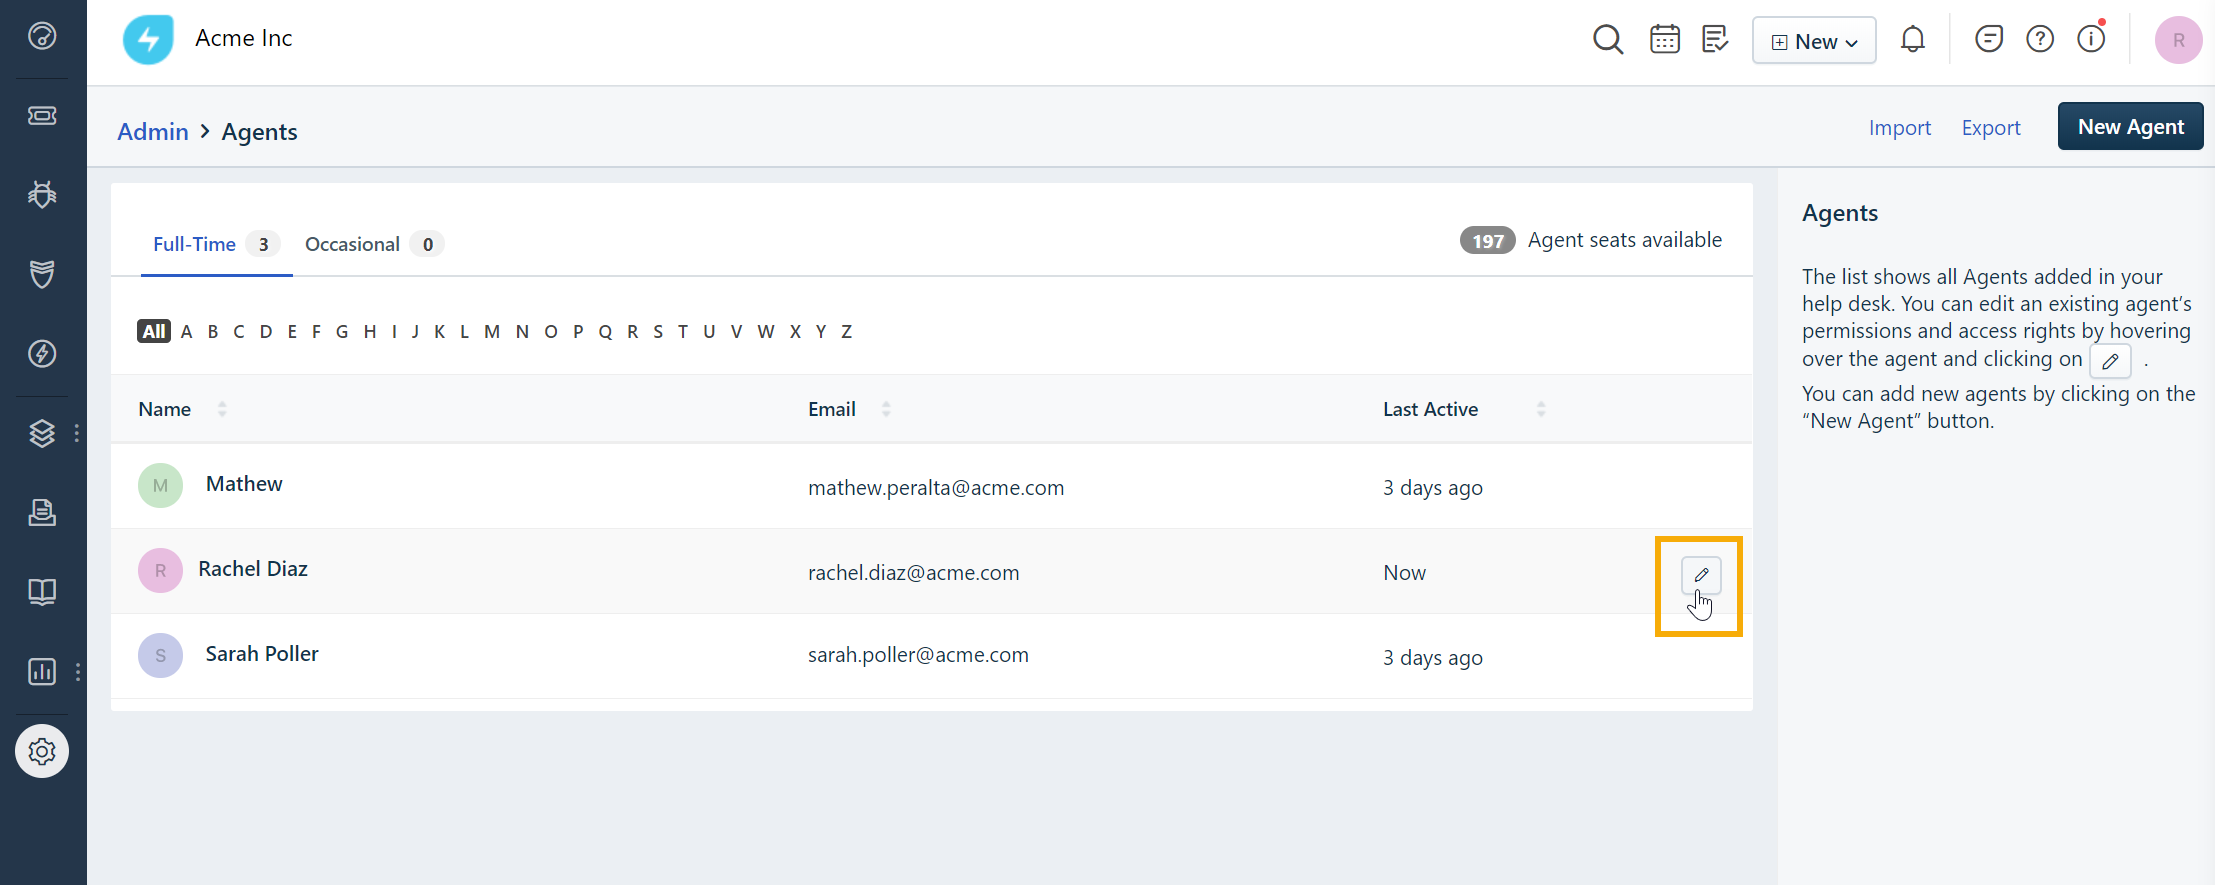 Acme Inc
New
R
Admin > Agents
Import Export New Agent
Full-Time 3 Occasional 0
197 Agent seats available
All A B C D E F G H I J K L M N O P Q R S T U V W X Y Z
Name Email Last Active
M Mathew mathew.peralta@acme.com 3 days ago
R Rachel Diaz rachel.diaz@acme.com Now
S Sarah Poller sarah.poller@acme.com 3 days ago
Agents
The list shows all Agents added in your
help desk. You can edit an existing agent’s
permissions and access rights by hovering
over the agent and clicking on .
You can add new agents by clicking on the
“New Agent” button.